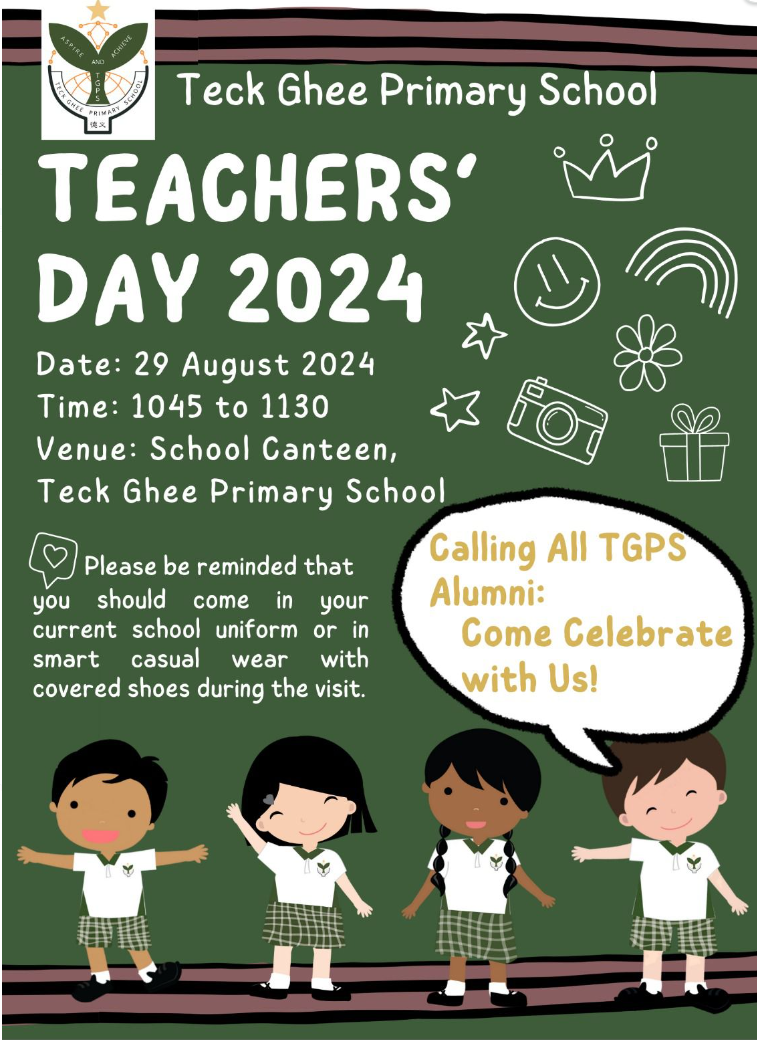 ASPIRE AND ACHIEVE
TGPS
TECK GHEE PRIMARY SCHOOL
德义
Teck Ghee Primary School
TEACHERS'
DAY 2024
Date: 29 August 2024
Time: 1045 to 1130
Venue: School Canteen,
Teck Ghee Primary School
Please be reminded that
you should come in your
current school uniform or in
smart casual wear with
covered shoes during the visit.
Calling All TGPS
Alumni:
Come Celebrate
with Us!